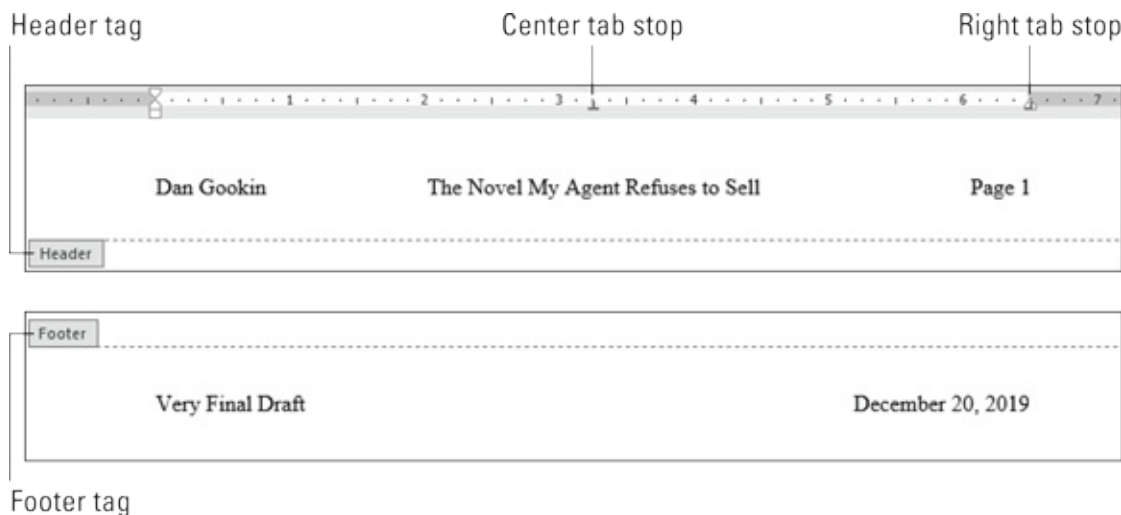 Header tag Center tab stop Right tab stop
1 2 3 4 5 6 7
Dan Gookin The Novel My Agent Refuses to Sell Page 1
Header
Footer
Very Final Draft December 20, 2019
Footer tag